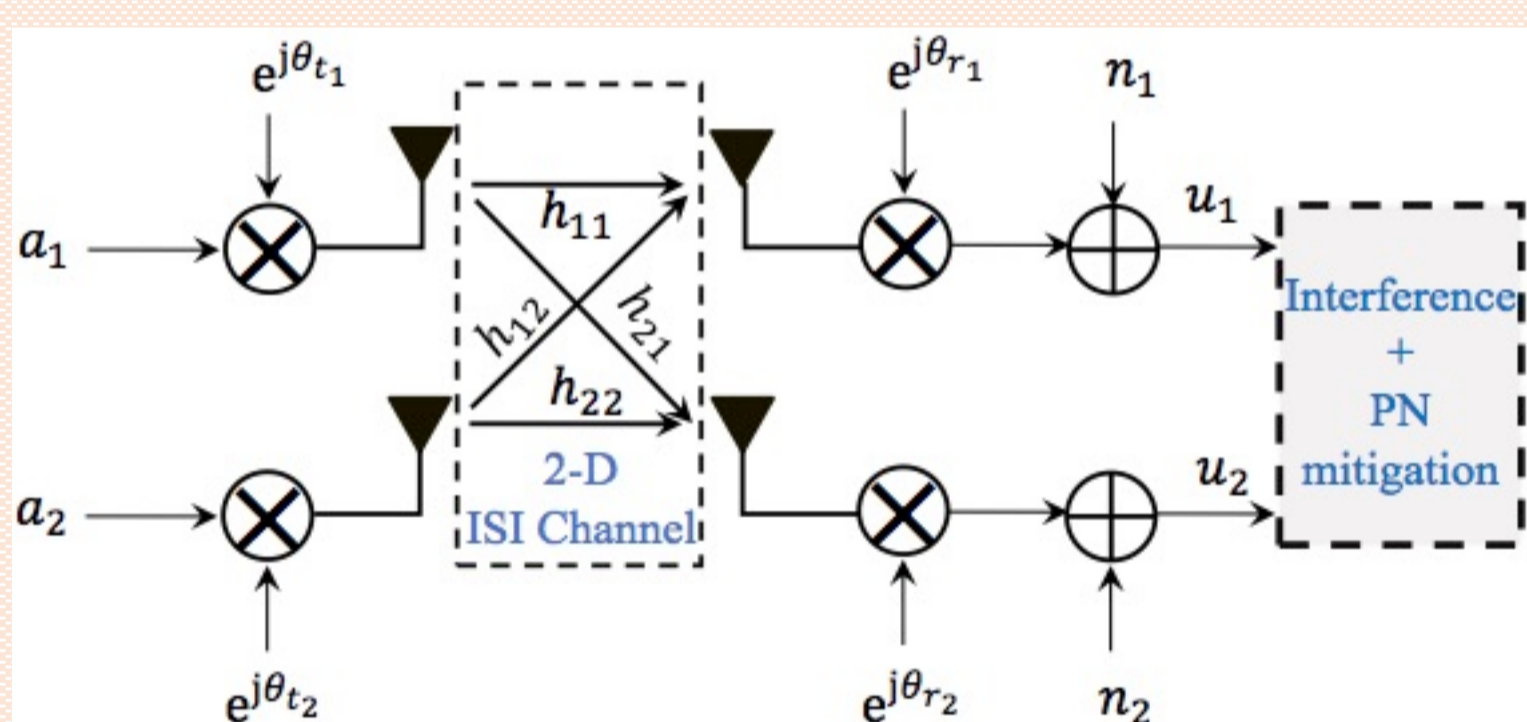 e^{jθ_{t_1}}
e^{jθ_{r_1}}
n_1
a_1
h_{11}
u_1
h_{12}
h_{21}
Interference
+
PN
mitigation
h_{22}
a_2
2-D
ISI Channel
u_2
e^{jθ_{t_2}}
e^{jθ_{r_2}}
n_2